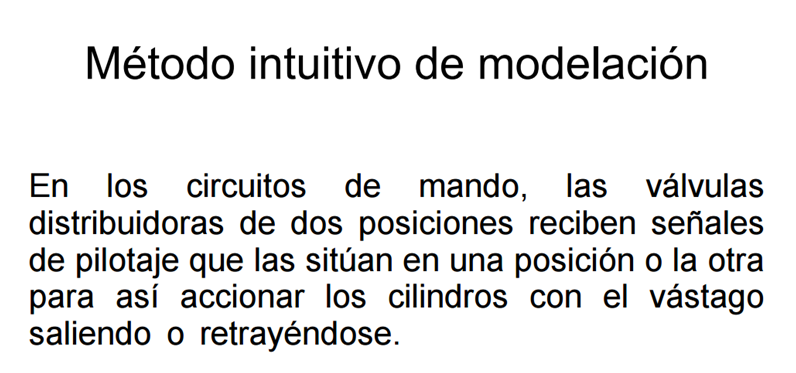 Método intuitivo de modelación
En los circuitos de mando, las válvulas
distribuidoras de dos posiciones reciben señales
de pilotaje que las sitúan en una posición o la otra
para así accionar los cilindros con el vástago
saliendo o retrayéndose.